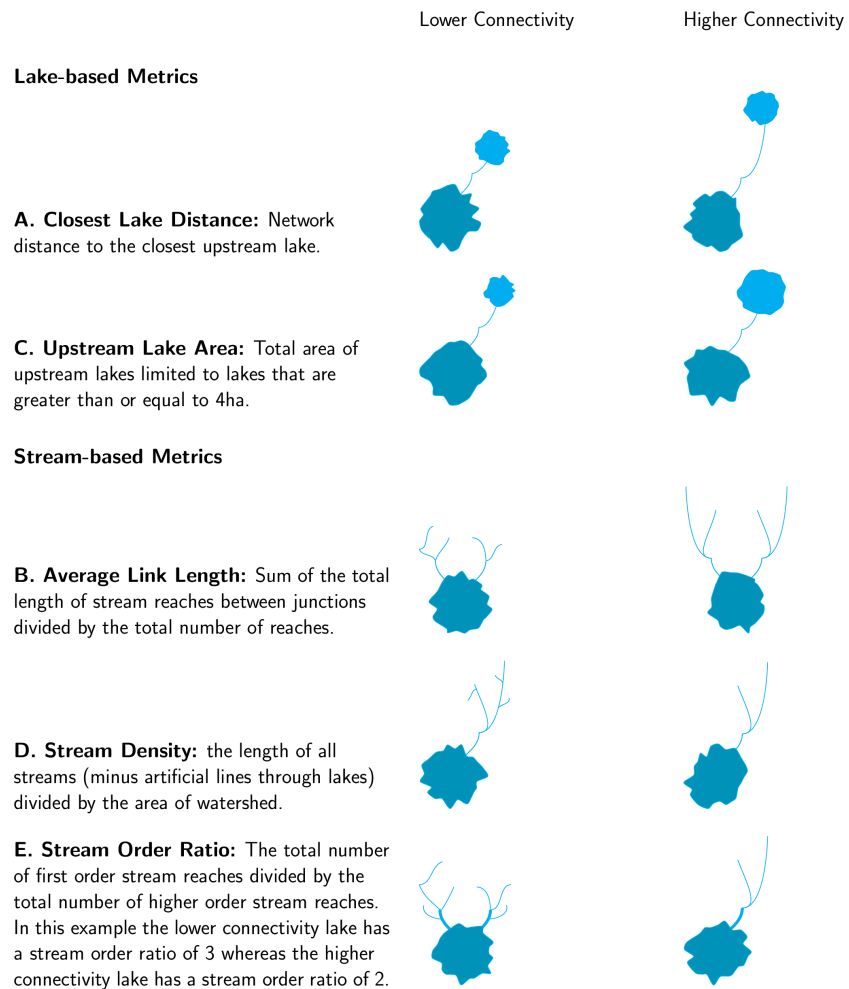 Lower Connectivity
Higher Connectivity
Lake-based Metrics
A. Closest Lake Distance: Network
distance to the closest upstream lake.
C. Upstream Lake Area: Total area of
upstream lakes limited to lakes that are
greater than or equal to 4ha.
Stream-based Metrics
B. Average Link Length: Sum of the total
length of stream reaches between junctions
divided by the total number of reaches.
D. Stream Density: the length of all
streams (minus artificial lines through lakes)
divided by the area of watershed.
E. Stream Order Ratio: The total number
of first order stream reaches divided by the
total number of higher order stream reaches.
In this example the lower connectivity lake has
a stream order ratio of 3 whereas the higher
connectivity lake has a stream order ratio of 2.